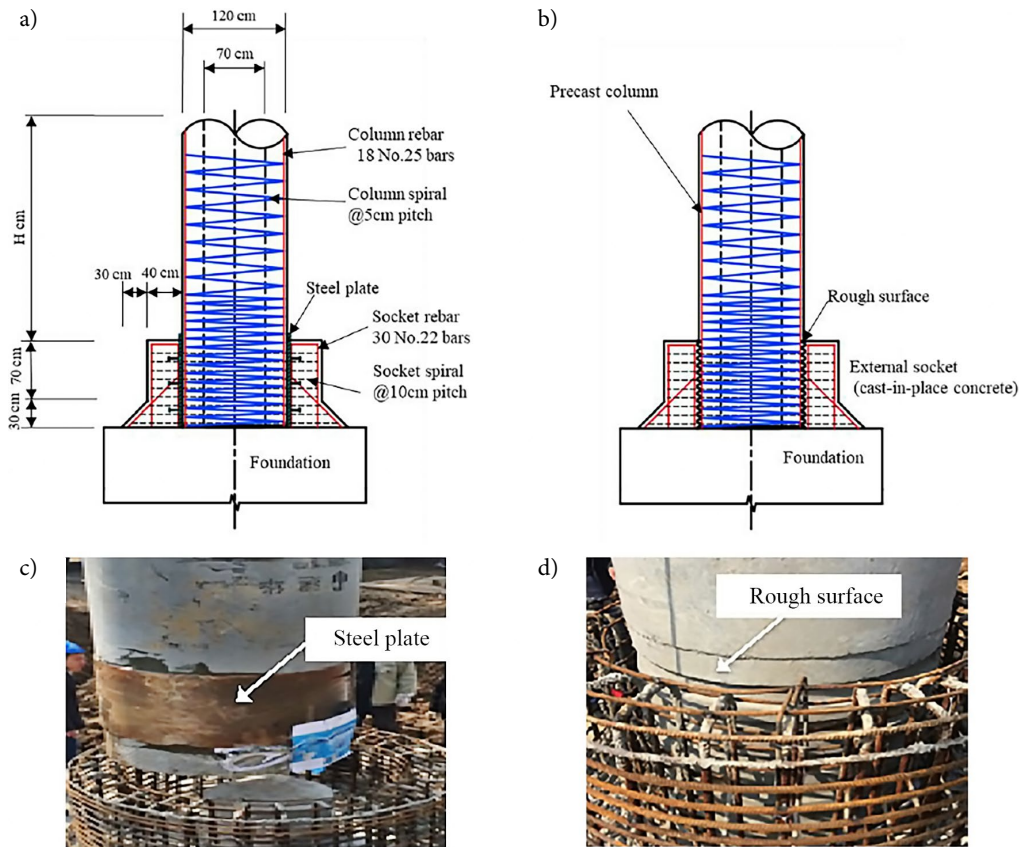 a)
120 cm
70 cm
Column rebar
18 No.25 bars
Column spiral
@5cm pitch
H cm
30 cm
40 cm
Steel plate
Socket rebar
30 No.22 bars
Socket spiral
@10cm pitch
70 cm
30 cm
Foundation
b)
Precast column
Rough surface
External socket
(cast-in-place concrete)
Foundation
c)
Steel plate
d)
Rough surface